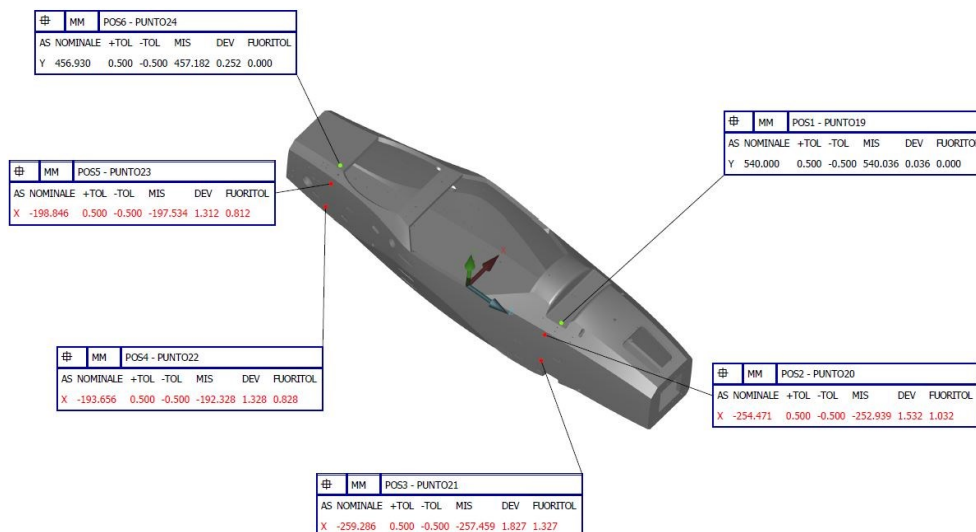 MM POS6 - PUNTO24
AS NOMINALE +TOL -TOL MIS DEV FUORITOL
Y 456.930 0.500 -0.500 457.182 0.252 0.000
MM POS1 - PUNTO19
AS NOMINALE +TOL -TOL MIS DEV FUORITOL
Y 540.000 0.500 -0.500 540.036 0.036 0.000
MM POS5 - PUNTO23
AS NOMINALE +TOL -TOL MIS DEV FUORITOL
X -198.846 0.500 -0.500 -197.534 1.312 0.812
MM POS4 - PUNTO22
AS NOMINALE +TOL -TOL MIS DEV FUORITOL
X -193.656 0.500 -0.500 -192.328 1.328 0.828
MM POS2 - PUNTO20
AS NOMINALE +TOL -TOL MIS DEV FUORITOL
X -254.471 0.500 -0.500 -252.939 1.532 1.032
MM POS3 - PUNTO21
AS NOMINALE +TOL -TOL MIS DEV FUORITOL
X -259.286 0.500 -0.500 -257.459 1.827 1.327